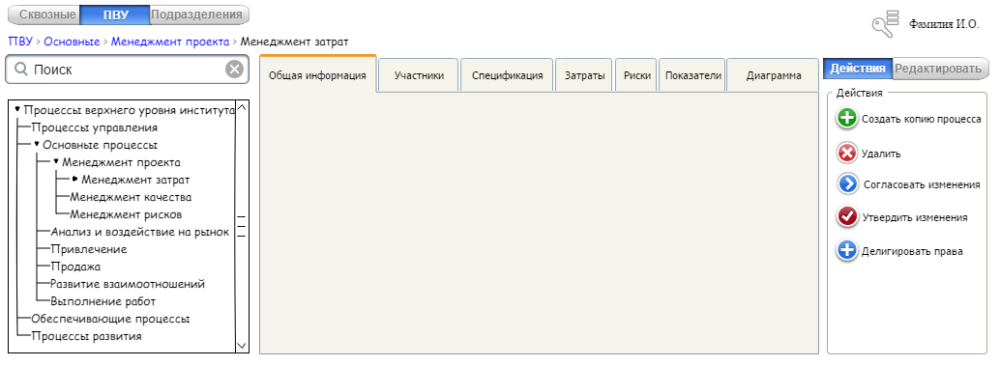 Сквозные ПВУ Подразделения
Фамилия И.О.
ПВУ > Основные > Менеджмент проекта > Менеджмент затрат
Поиск
Процессы верхнего уровня института
Процессы управления
Основные процессы
Менеджмент проекта
Менеджмент затрат
Менеджмент качества
Менеджмент рисков
Анализ и воздействие на рынок
Привлечение
Продажа
Развитие взаимоотношений
Выполнение работ
Обеспечивающие процессы
Процессы развития
Общая информация Участники Спецификация Затраты Риски Показатели Диаграмма
Действия Редактировать
Действия
Создать копию процесса
Удалить
Согласовать изменения
Утвердить изменения
Делигировать права